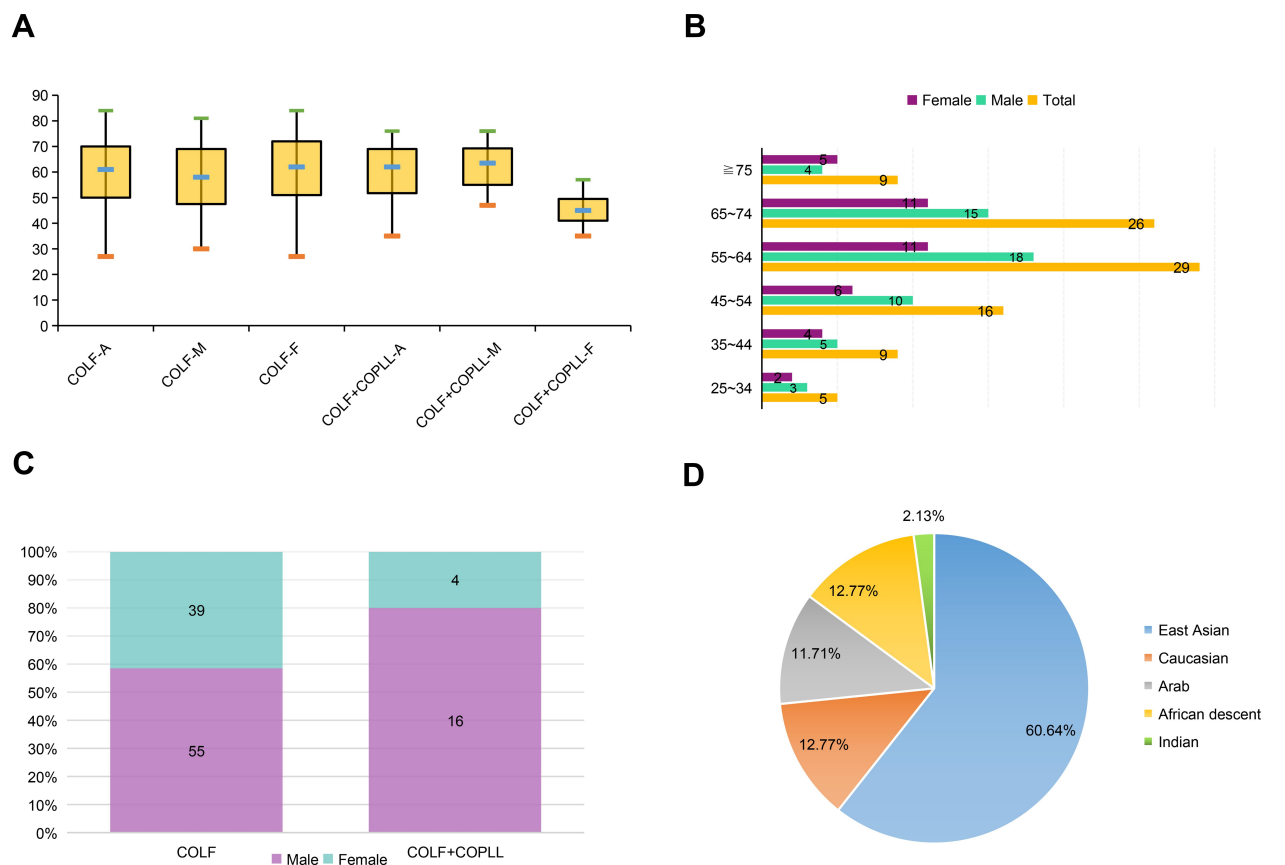 A
90
80
70
60
50
40
30
20
10
0
COLF-A
COLF-M
COLF-F
COLF+COPLL-A
COLF+COPLL-M
COLF+COPLL-F
B
Female Male Total
≧ 75
5
4
9
65~74
11
15
26
55~64
11
18
29
45~54
6
10
16
35~44
4
5
9
25~34
2
3
5
C
100%
90%
80%
70%
60%
50%
40%
30%
20%
10%
0%
39
55
4
16
COLF
COLF+COPLL
Male Female
D
2.13%
12.77%
11.71%
12.77%
60.64%
East Asian
Caucasian
Arab
African descent
Indian